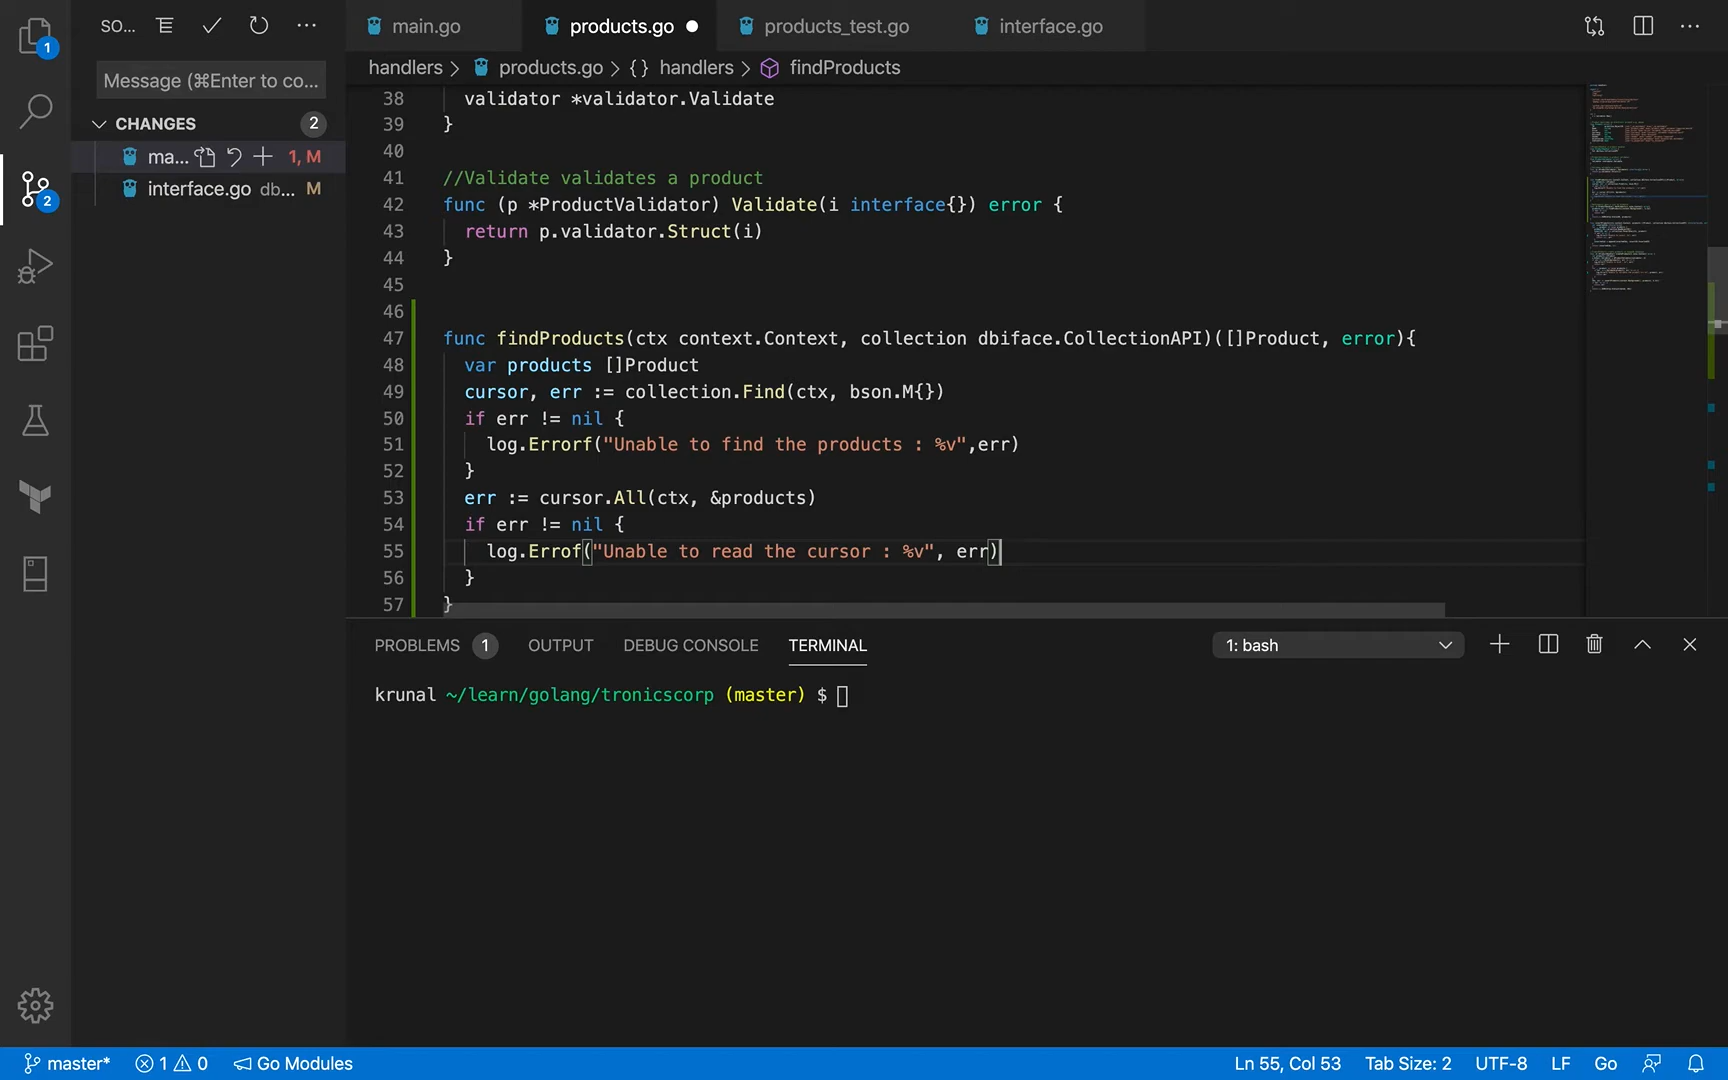 SO...
main.go
products.go
products_test.go
interface.go
1
Message (⌘Enter to co...
handlers > products.go > {} handlers > findProducts
CHANGES 2
ma... 1, M
interface.go db... M
2
38 validator *validator.Validate
39 }
40
41 //Validate validates a product
42 func (p *ProductValidator) Validate(i interface{}) error {
43 return p.validator.Struct(i)
44 }
45
46
47 func findProducts(ctx context.Context, collection dbiface.CollectionAPI)([]Product, error){
48 var products []Product
49 cursor, err := collection.Find(ctx, bson.M{})
50 if err != nil {
51 log.Errorf("Unable to find the products : %v",err)
52 }
53 err := cursor.All(ctx, &products)
54 if err != nil {
55 log.Errof("Unable to read the cursor : %v", err)
56 }
57 }
PROBLEMS 1 OUTPUT DEBUG CONSOLE TERMINAL 1: bash
krunal ~/learn/golang/tronicscorp (master) $
master* 1 0 Go Modules Ln 55, Col 53 Tab Size: 2 UTF-8 LF Go